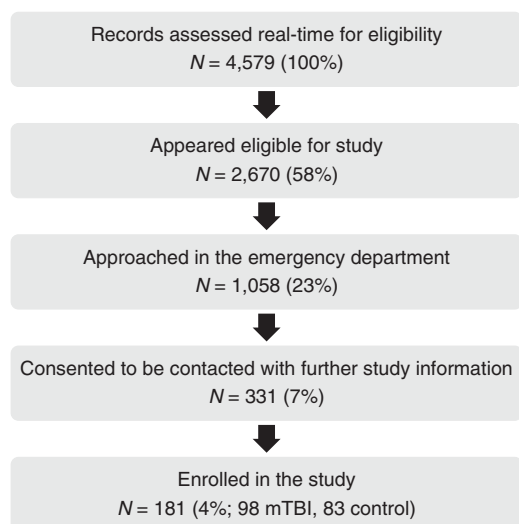 Records assessed real-time for eligibility
N = 4,579 (100%)
Appeared eligible for study
N = 2,670 (58%)
Approached in the emergency department
N = 1,058 (23%)
Consented to be contacted with further study information
N = 331 (7%)
Enrolled in the study
N = 181 (4%; 98 mTBI, 83 control)